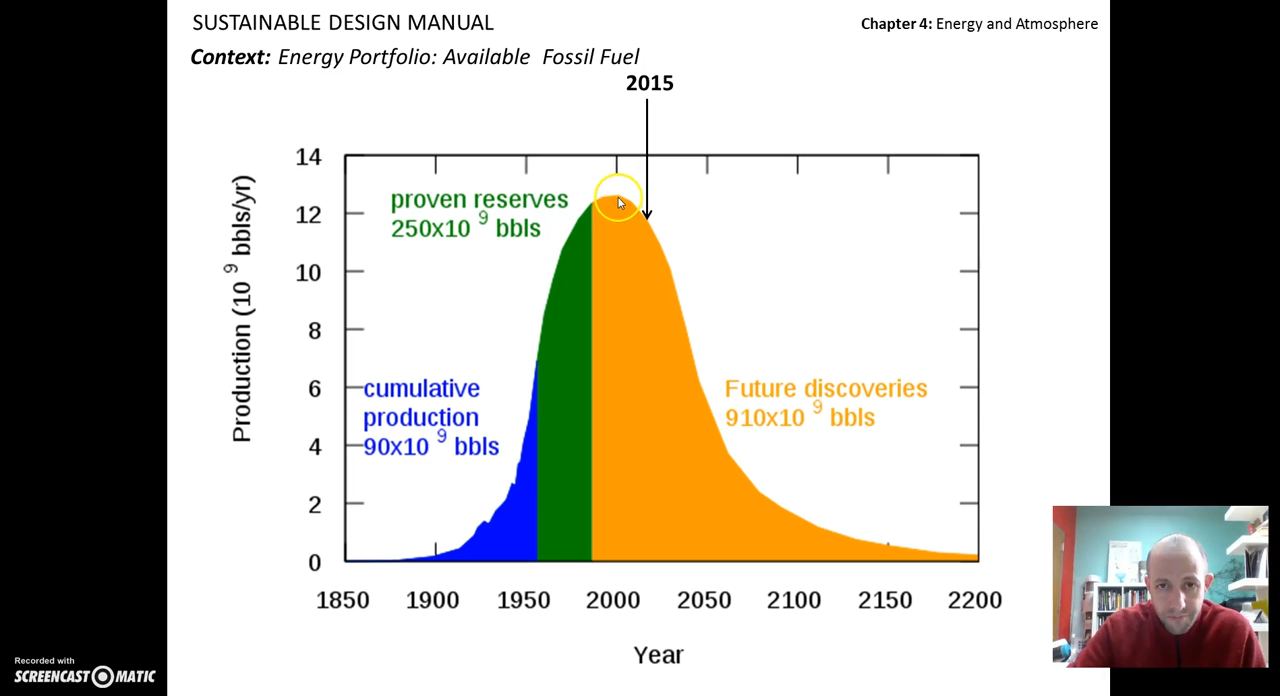 SUSTAINABLE DESIGN MANUAL
Chapter 4: Energy and Atmosphere
Context: Energy Portfolio: Available Fossil Fuel
2015
14
12
10
8
6
4
2
0
Production (10 9 bbls/yr)
proven reserves
250x10 9 bbls
cumulative
production
90x10 9 bbls
Future discoveries
910x10 9 bbls
1850 1900 1950 2000 2050 2100 2150 2200
Year
Recorded with
SCREENCAST-O-MATIC